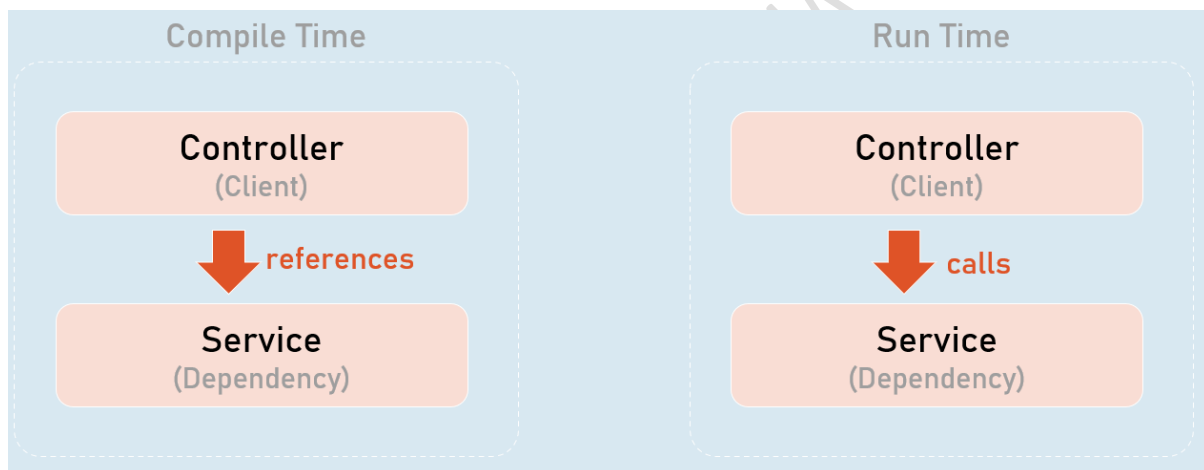 Compile Time
Controller
(Client)
references
Service
(Dependency)
Run Time
Controller
(Client)
calls
Service
(Dependency)